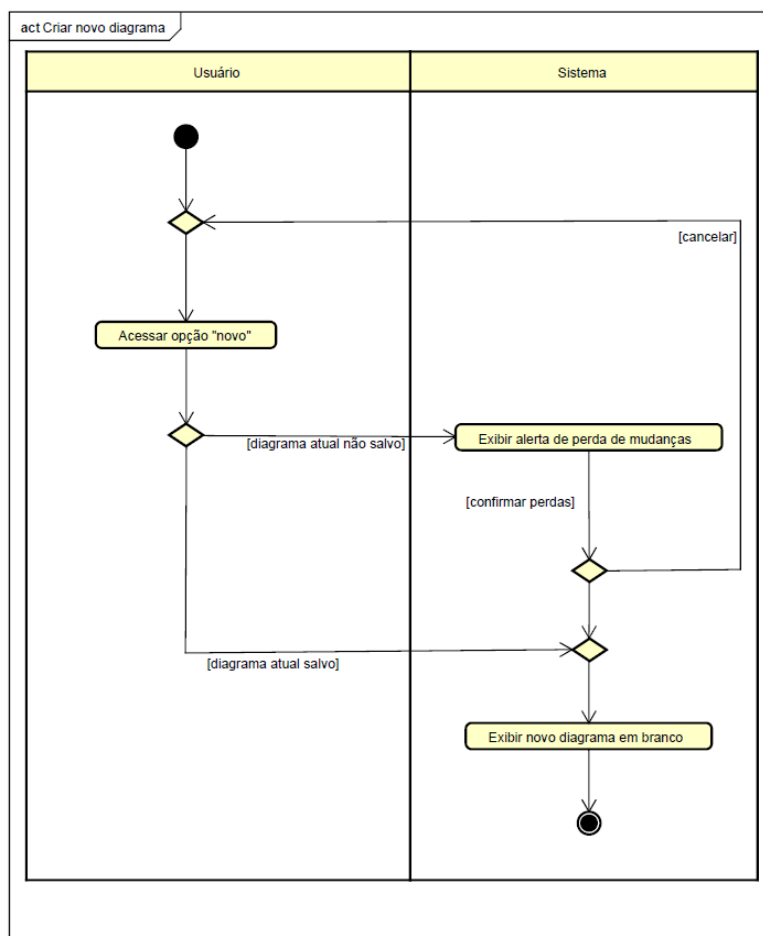 act Criar novo diagrama
Usuário
Sistema
[cancelar]
Acessar opção "novo"
[diagrama atual não salvo]
Exibir alerta de perda de mudanças
[confirmar perdas]
[diagrama atual salvo]
Exibir novo diagrama em branco